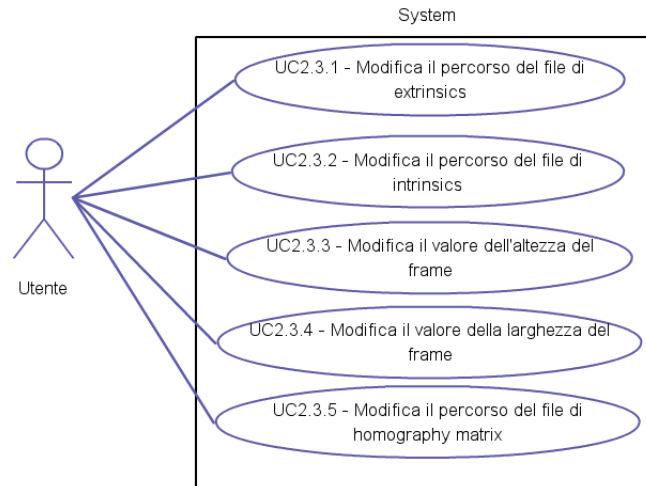 System
UC2.3.1 - Modifica il percorso del file di
extrinsics
UC2.3.2 - Modifica il percorso del file di
intrinsics
UC2.3.3 - Modifica il valore dell'altezza del
frame
Utente
UC2.3.4 - Modifica il valore della larghezza del
frame
UC2.3.5 - Modifica il percorso del file di
homography matrix